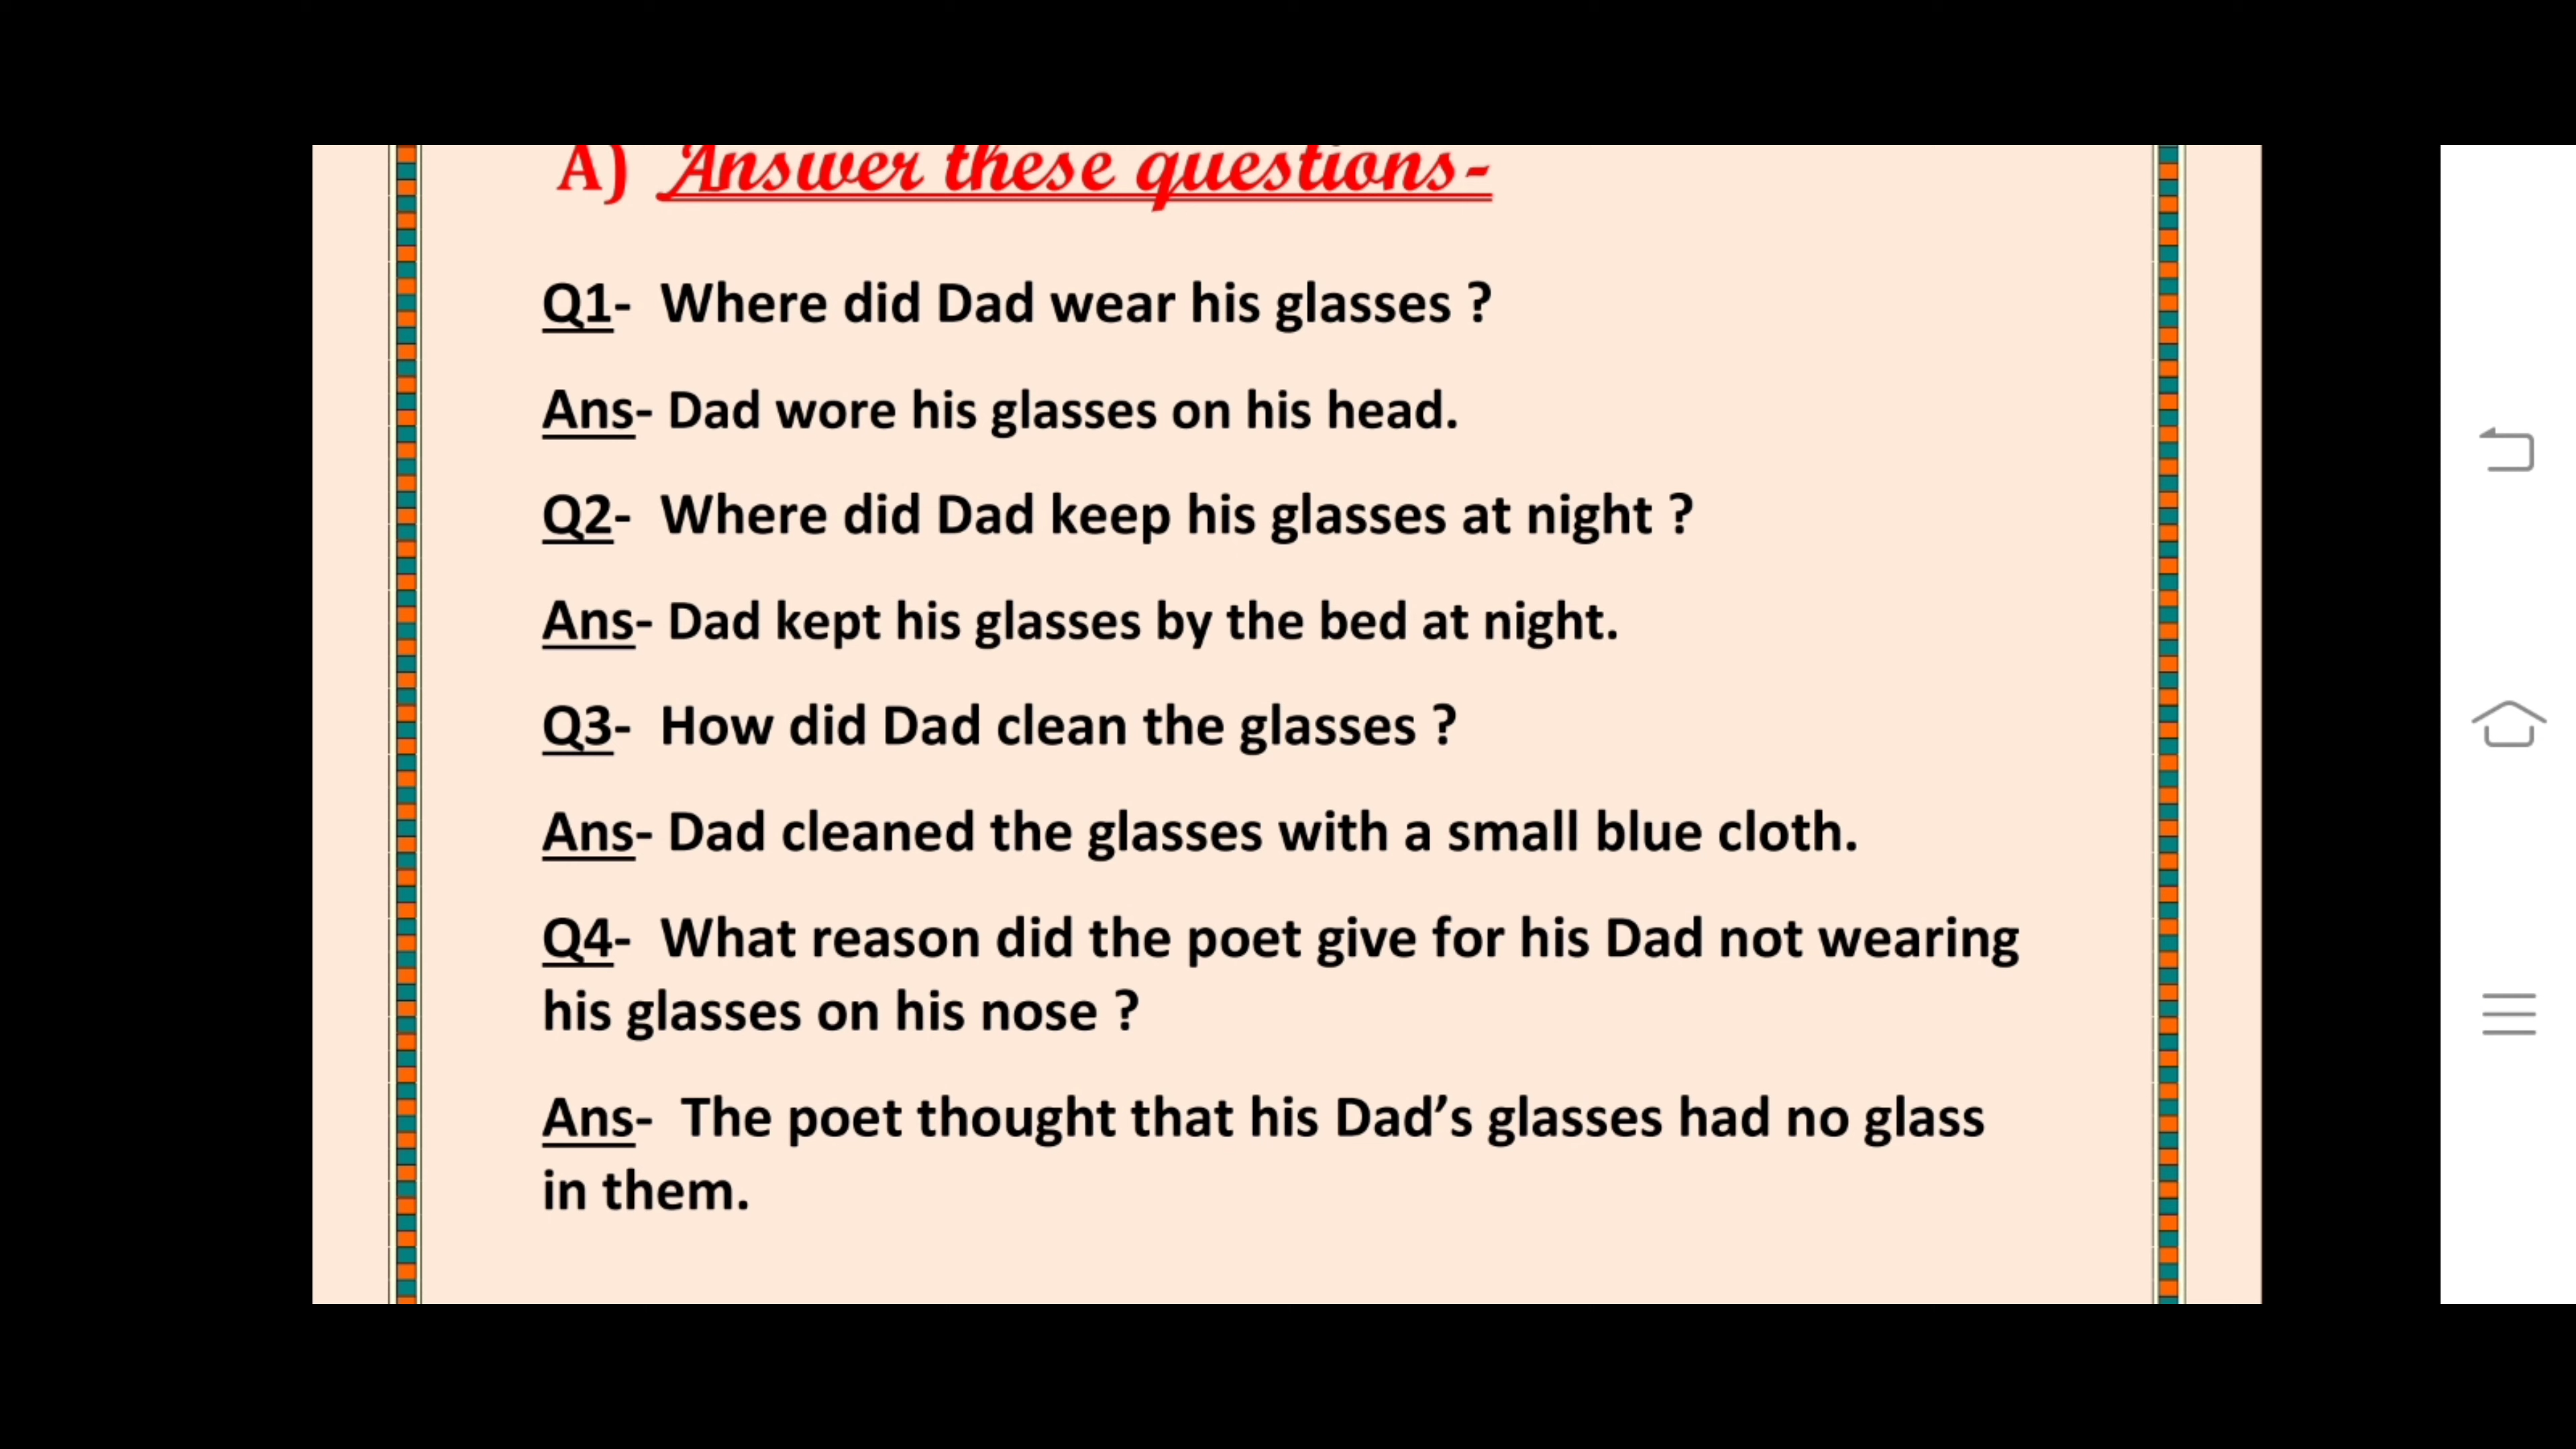 A) Answer these questions-
Q1- Where did Dad wear his glasses ?
Ans- Dad wore his glasses on his head.
Q2- Where did Dad keep his glasses at night ?
Ans- Dad kept his glasses by the bed at night.
Q3- How did Dad clean the glasses ?
Ans- Dad cleaned the glasses with a small blue cloth.
Q4- What reason did the poet give for his Dad not wearing
his glasses on his nose ?
Ans- The poet thought that his Dad’s glasses had no glass
in them.